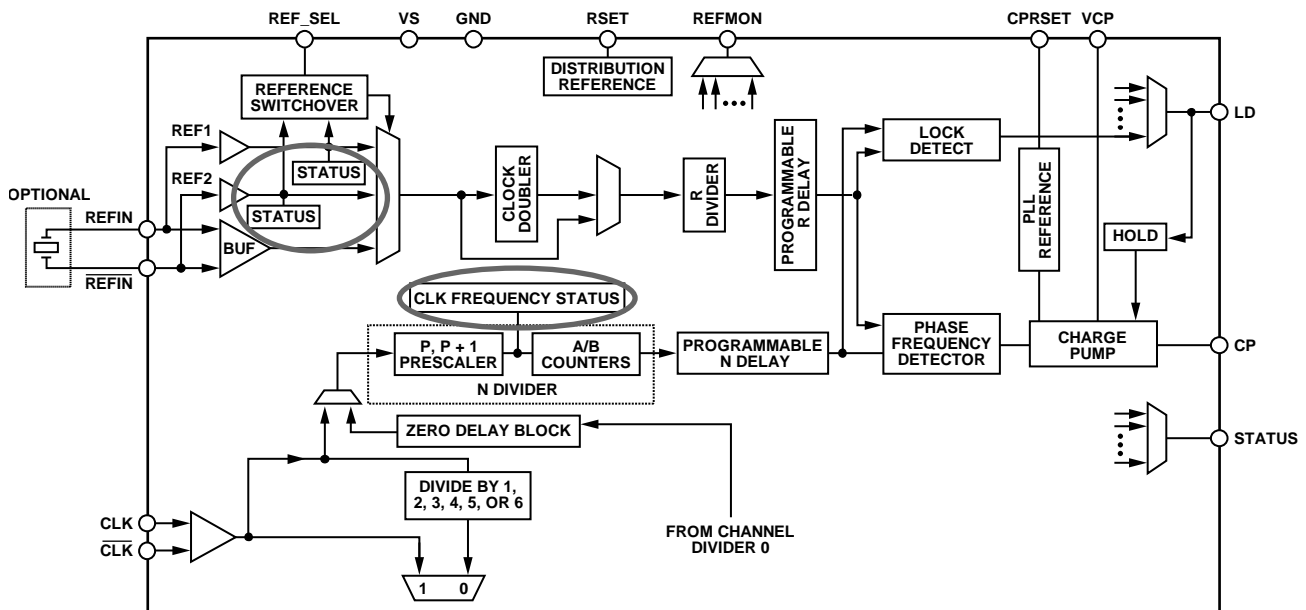 REF_SEL
VS
GND
RSET
REFMON
CPRSET
VCP
REFERENCE
SWITCHOVER
DISTRIBUTION
REFERENCE
LD
REF1
REF2
STATUS
STATUS
BUF
OPTIONAL
REFIN
REFIN
CLOCK
DOUBLER
R
DIVIDER
PROGRAMMABLE
R DELAY
LOCK
DETECT
PLL
REFERENCE
HOLD
CLK FREQUENCY STATUS
P, P + 1
PRESCALER
A/B
COUNTERS
N DIVIDER
PROGRAMMABLE
N DELAY
PHASE
FREQUENCY
DETECTOR
CHARGE
PUMP
CP
ZERO DELAY BLOCK
STATUS
DIVIDE BY 1,
2, 3, 4, 5, OR 6
CLK
CLK
FROM CHANNEL
DIVIDER 0
1 0